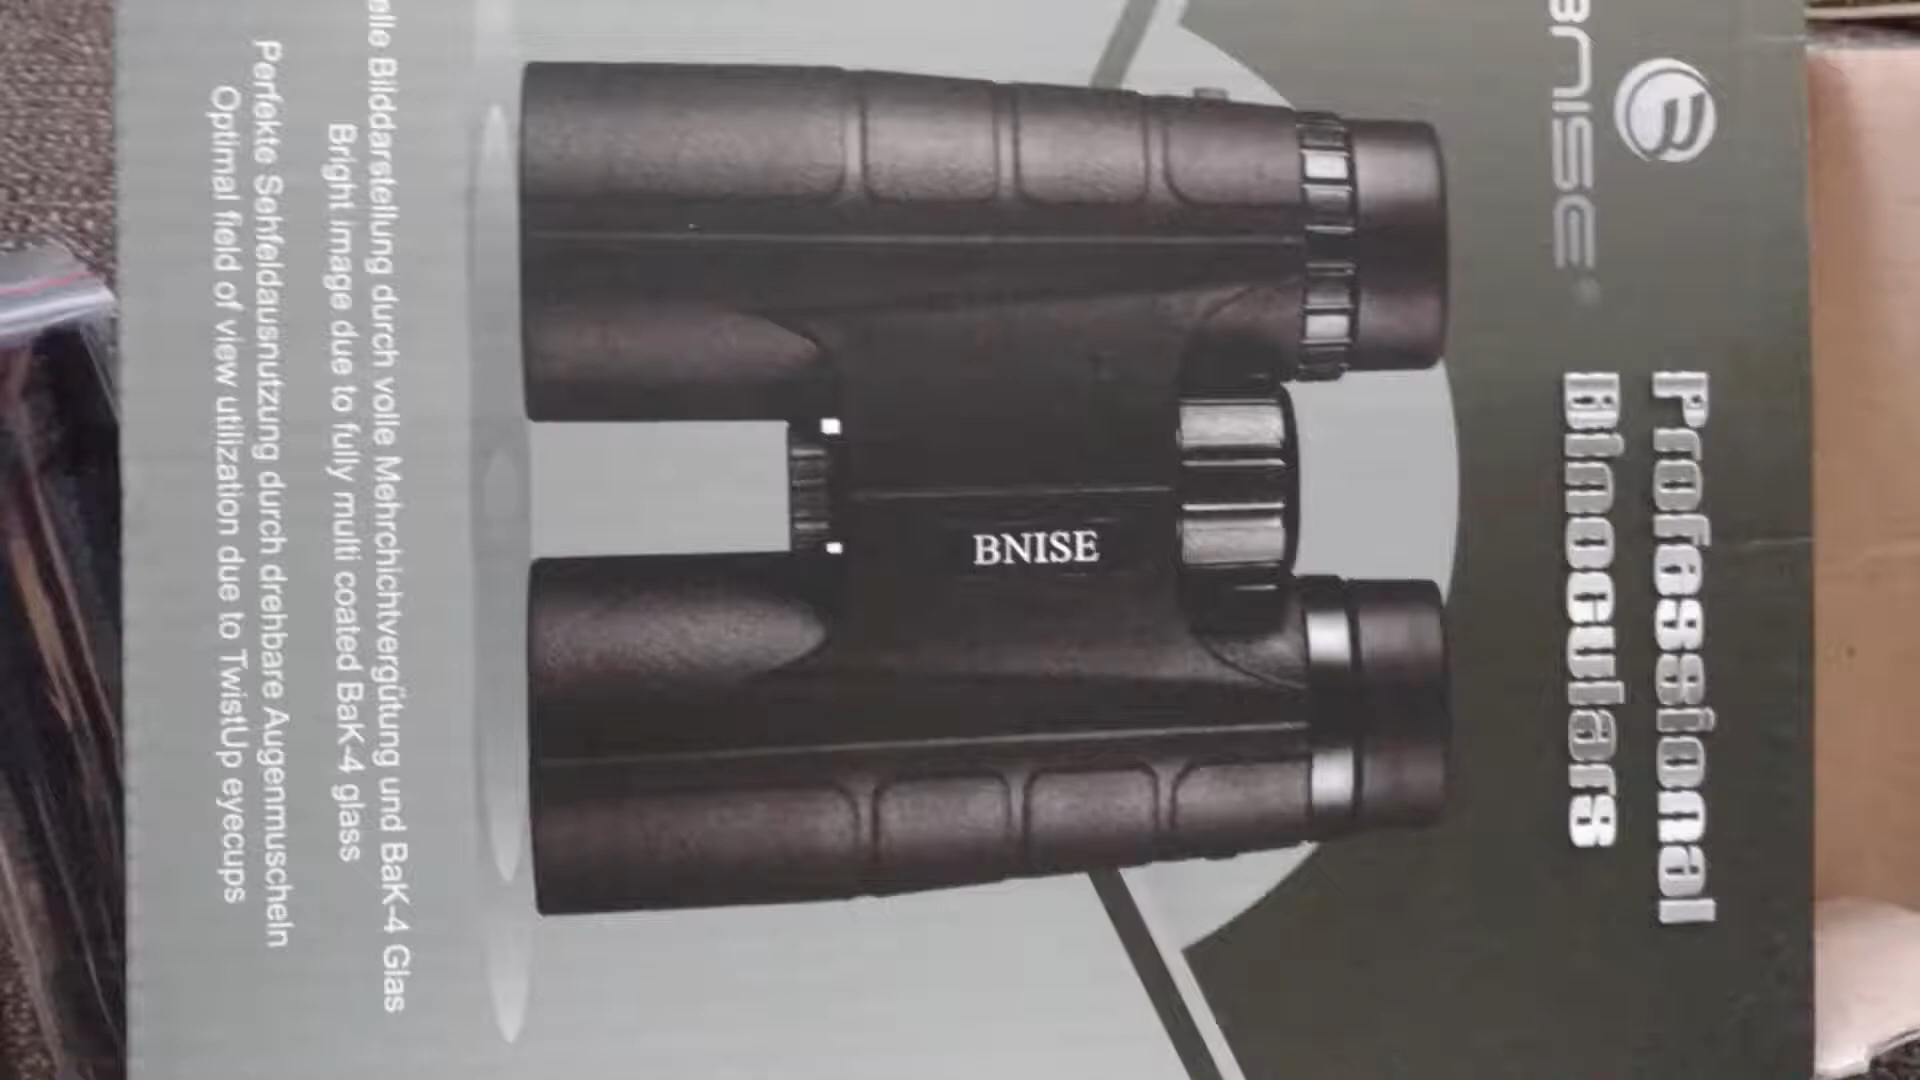 BNISE
Professional
Binoculars
BNISE
elle Bilddarstellung durch volle Mehrchichtvergütung und BaK-4 Glas
Bright image due to fully multi coated BaK-4 glass
Perfekte Sehfeldausnutzung durch drehbare Augenmuscheln
Optimal field of view utilization due to TwistUp eyecups